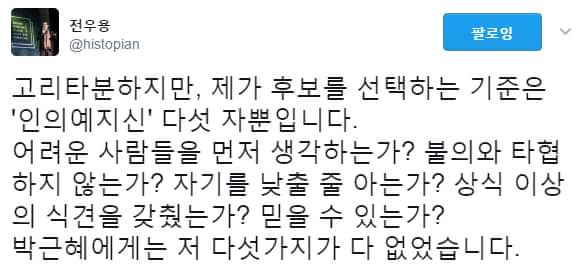 전우용
@histopian
팔로잉
고리타분하지만, 제가 후보를 선택하는 기준은
'인의예지신' 다섯 자뿐입니다.
어려운 사람들을 먼저 생각하는가? 불의와 타협
하지 않는가? 자기를 낮출 줄 아는가? 상식 이상
의 식견을 갖췄는가? 믿을 수 있는가?
박근혜에게는 저 다섯가지가 다 없었습니다.